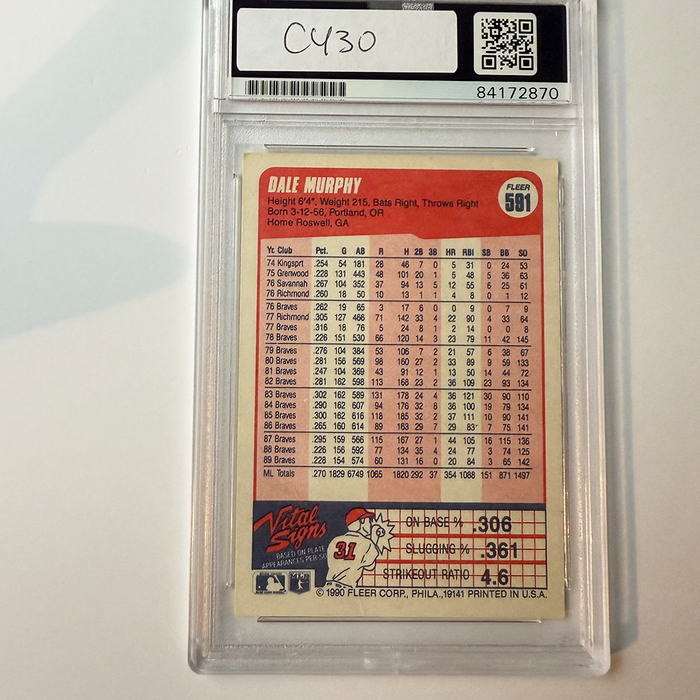 CY30
84172870
DALE MURPHY
FLEER
591
Height 6'4", Weight 215, Bats Right, Throws Right
Born 3-12-56, Portland, OR
Home Roswell, GA
Yr. Club Pct. G AB R H 2B 3B HR RBI SB BB SO
74 Kingsprt .254 54 181 28 46 7 0 5 31 0 24 53
75 Grenwood .228 131 443 48 101 20 1 5 48 5 36 63
76 Savannah .267 104 352 37 94 13 5 12 55 6 25 61
76 Richmond .260 18 50 10 13 1 1 4 8 0 1 12
76 Braves .262 19 65 3 17 6 0 0 9 0 7 9
77 Richmond .305 127 466 71 142 33 4 22 90 4 33 64
77 Braves .316 18 76 5 24 8 1 2 14 0 0 8
78 Braves .226 151 530 66 120 14 3 23 79 11 42 145
79 Braves .276 104 384 53 106 7 2 21 57 6 38 67
80 Braves .281 156 569 98 160 27 2 33 89 9 59 133
81 Braves .247 104 369 43 91 12 1 13 50 14 44 72
82 Braves .281 162 598 113 168 23 2 36 109 23 93 134
83 Braves .302 162 589 131 178 24 4 36 121 30 90 110
84 Braves .290 162 607 94 176 32 8 36 100 19 79 134
85 Braves .300 162 616 118 185 32 2 37 111 10 90 141
86 Braves .265 160 614 89 163 29 7 29 83 7 75 141
87 Braves .295 159 566 115 167 27 1 44 105 16 115 136
88 Braves .226 156 592 77 134 35 4 24 77 3 74 125
89 Braves .228 154 574 60 131 16 0 20 84 3 65 142
ML Totals .270 1829 6749 1065 1820 292 37 354 1088 151 871 1497
Vital
Signs
BASED ON PLATE
APPEARANCES PER SO
31
ON BASE % .306
SLUGGING % .361
STRIKEOUT RATIO 4.6
© 1990 FLEER CORP., PHILA., 19141 PRINTED IN U.S.A.